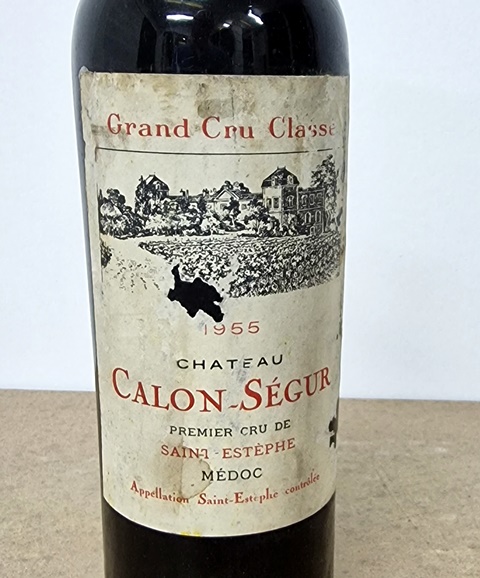 Grand Cru Classé
1955
CHATEAU
CALON-SÉGUR
PREMIER CRU DE
SAINT-ESTÈPHE
MÉDOC
Appellation Saint-Estèphe contrôlée